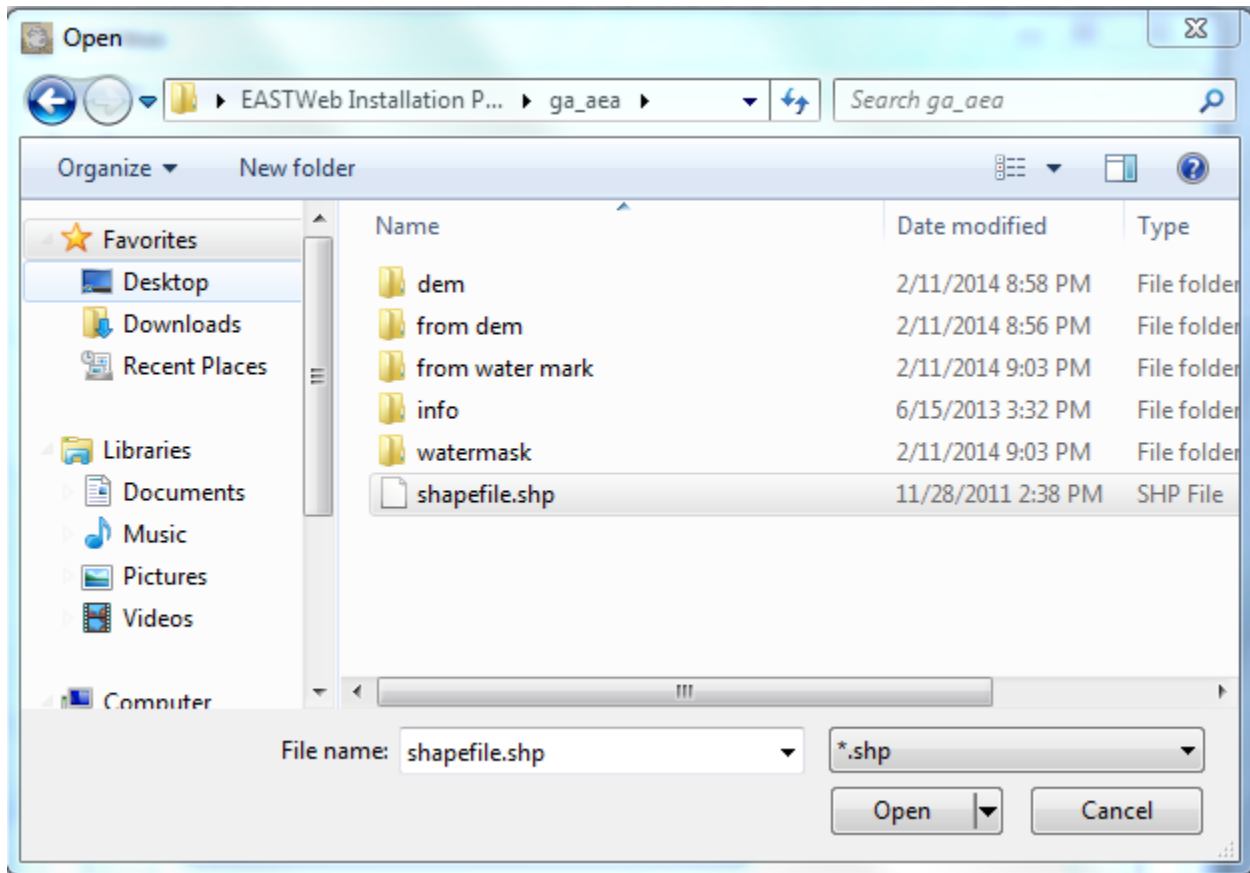 Open
EASTWeb Installation P... ga_aea
Search ga_aea
Organize New folder
Name Date modified Type
Favorites
Desktop
Downloads
Recent Places
Libraries
Documents
Music
Pictures
Videos
Computer
dem 2/11/2014 8:58 PM File folder
from dem 2/11/2014 8:56 PM File folder
from water mark 2/11/2014 9:03 PM File folder
info 6/15/2013 3:32 PM File folder
watermask 2/11/2014 9:03 PM File folder
shapefile.shp 11/28/2011 2:38 PM SHP File
File name: shapefile.shp *.shp
Open Cancel